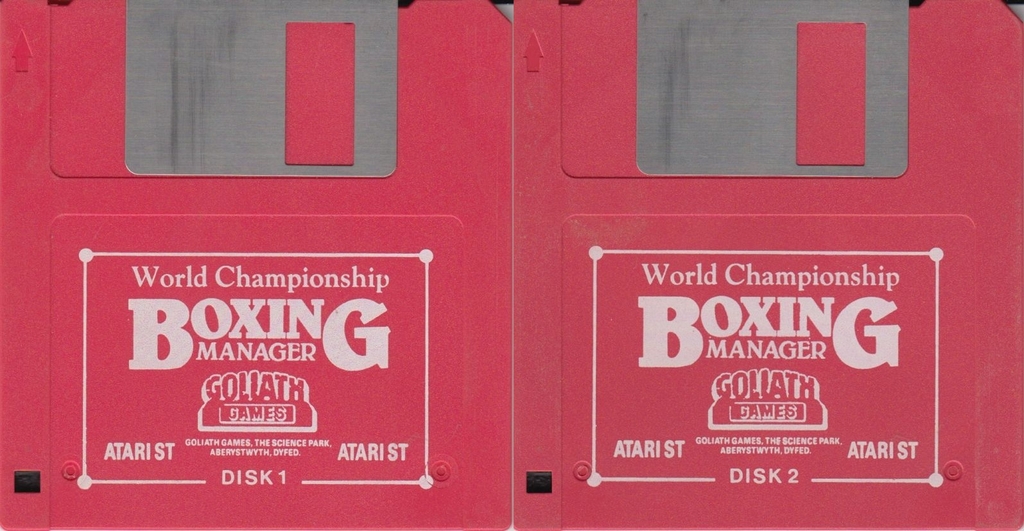 World Championship
BOXING
MANAGER
GOLIATH
GAMES
GOLIATH GAMES, THE SCIENCE PARK,
ABERYSTWYTH, DYFED.
ATARI ST ATARI ST
DISK 1
World Championship
BOXING
MANAGER
GOLIATH
GAMES
GOLIATH GAMES, THE SCIENCE PARK,
ABERYSTWYTH, DYFED.
ATARI ST ATARI ST
DISK 2